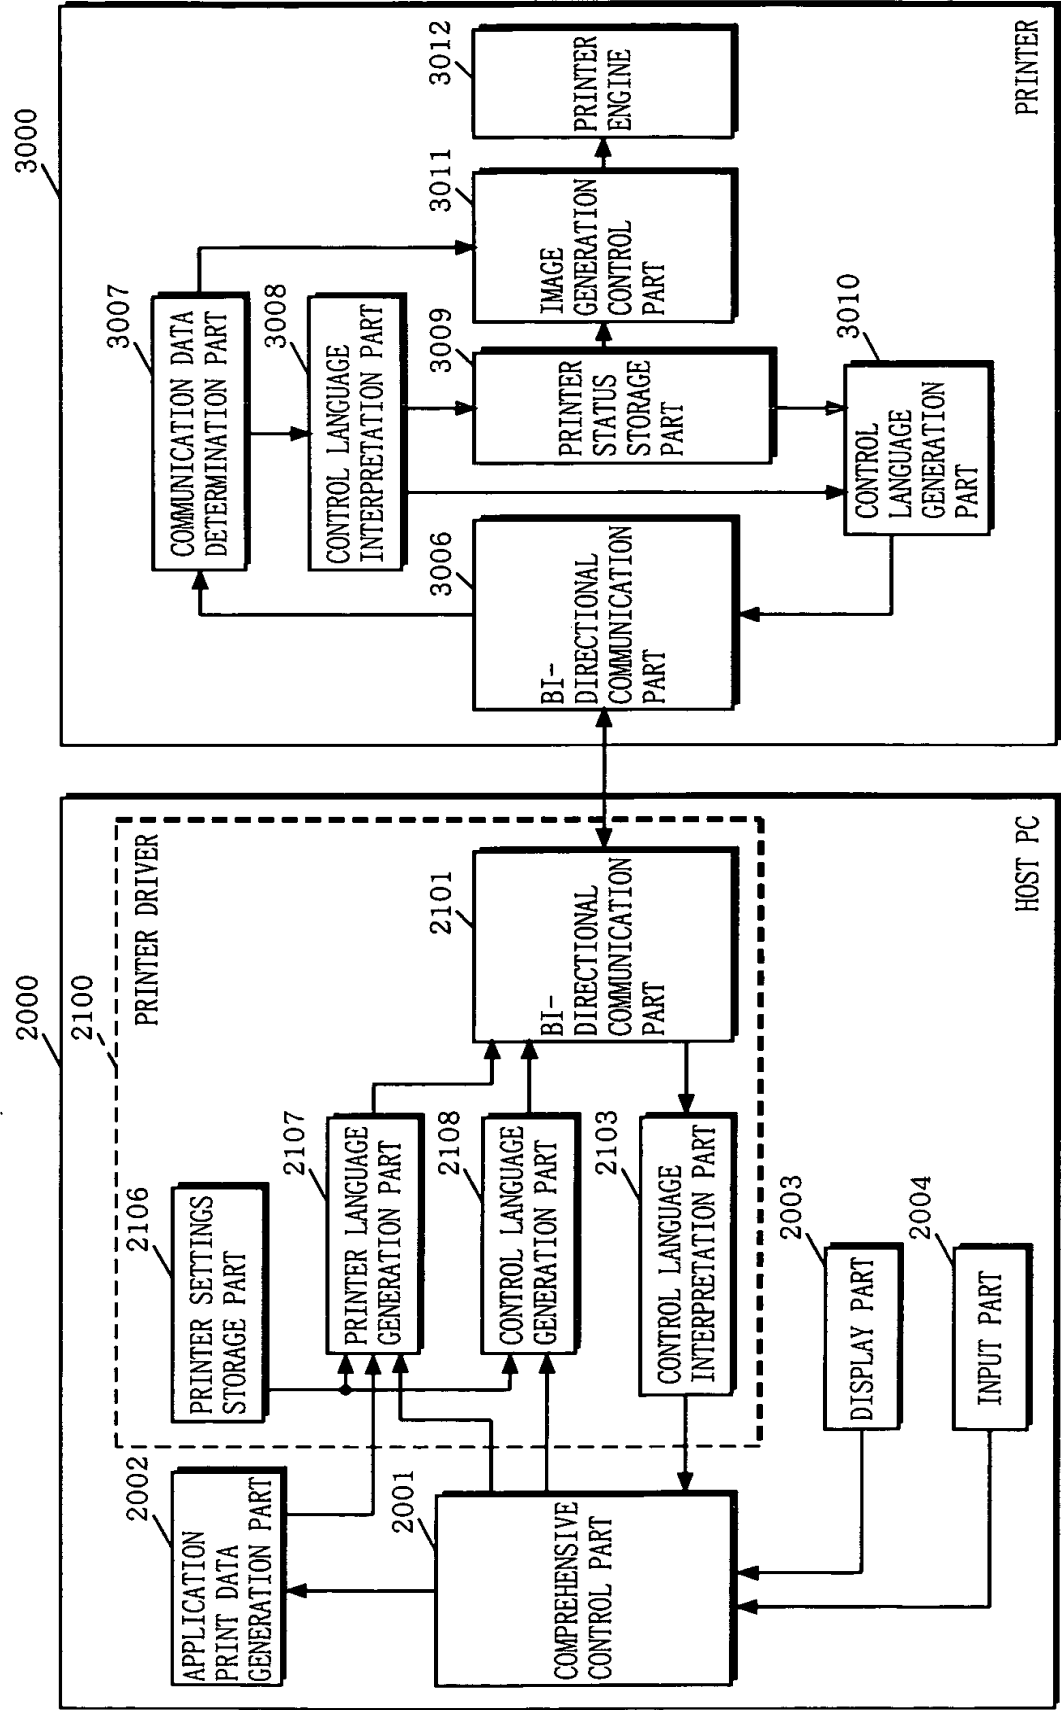 2000
2100
PRINTER DRIVER
2002
APPLICATION
PRINT DATA
GENERATION PART
2106
PRINTER SETTINGS
STORAGE PART
2107
PRINTER LANGUAGE
GENERATION PART
2001
COMPREHENSIVE
CONTROL PART
2108
CONTROL LANGUAGE
GENERATION PART
2101
BI-
DIRECTIONAL
COMMUNICATION
PART
2103
CONTROL LANGUAGE
INTERPRETATION PART
2003
DISPLAY PART
2004
INPUT PART
HOST PC
3000
3007
COMMUNICATION DATA
DETERMINATION PART
3008
CONTROL LANGUAGE
INTERPRETATION PART
3006
BI-
DIRECTIONAL
COMMUNICATION
PART
3009
PRINTER
STATUS
STORAGE
PART
3011
IMAGE
GENERATION
CONTROL
PART
3012
PRINTER
ENGINE
3010
CONTROL
LANGUAGE
GENERATION
PART
PRINTER